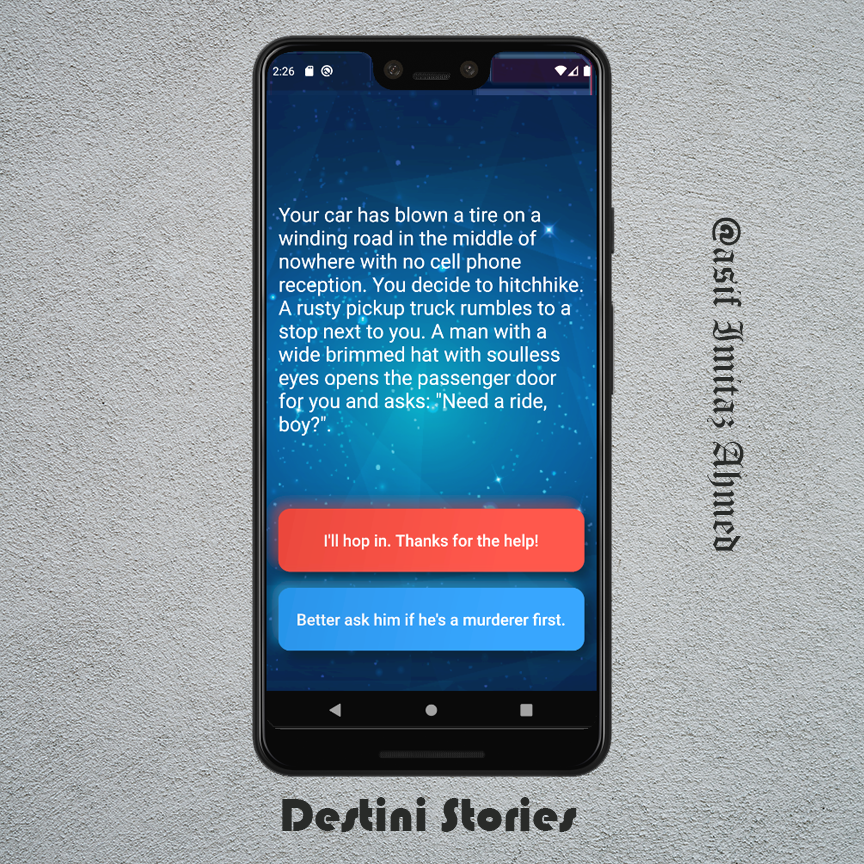 2:26
Your car has blown a tire on a
winding road in the middle of
nowhere with no cell phone
reception. You decide to hitchhike.
A rusty pickup truck rumbles to a
stop next to you. A man with a
wide brimmed hat with soulless
eyes opens the passenger door
for you and asks: "Need a ride,
boy?".
I'll hop in. Thanks for the help!
Better ask him if he's a murderer first.
@asif Imitaz Ahmed
Destini Stories